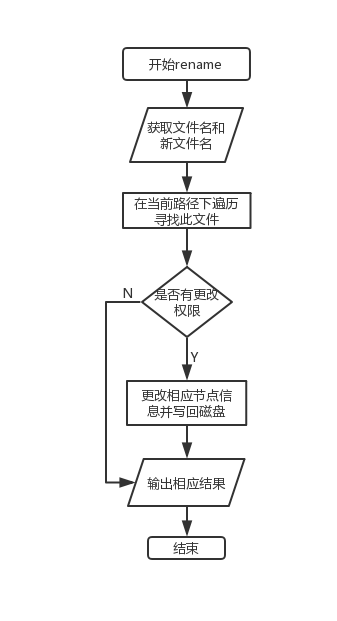 开始rename
获取文件名和
新文件名
在当前路径下遍历
寻找此文件
是否有更改
权限
N
Y
更改相应节点信
息并写回磁盘
输出相应结果
结束